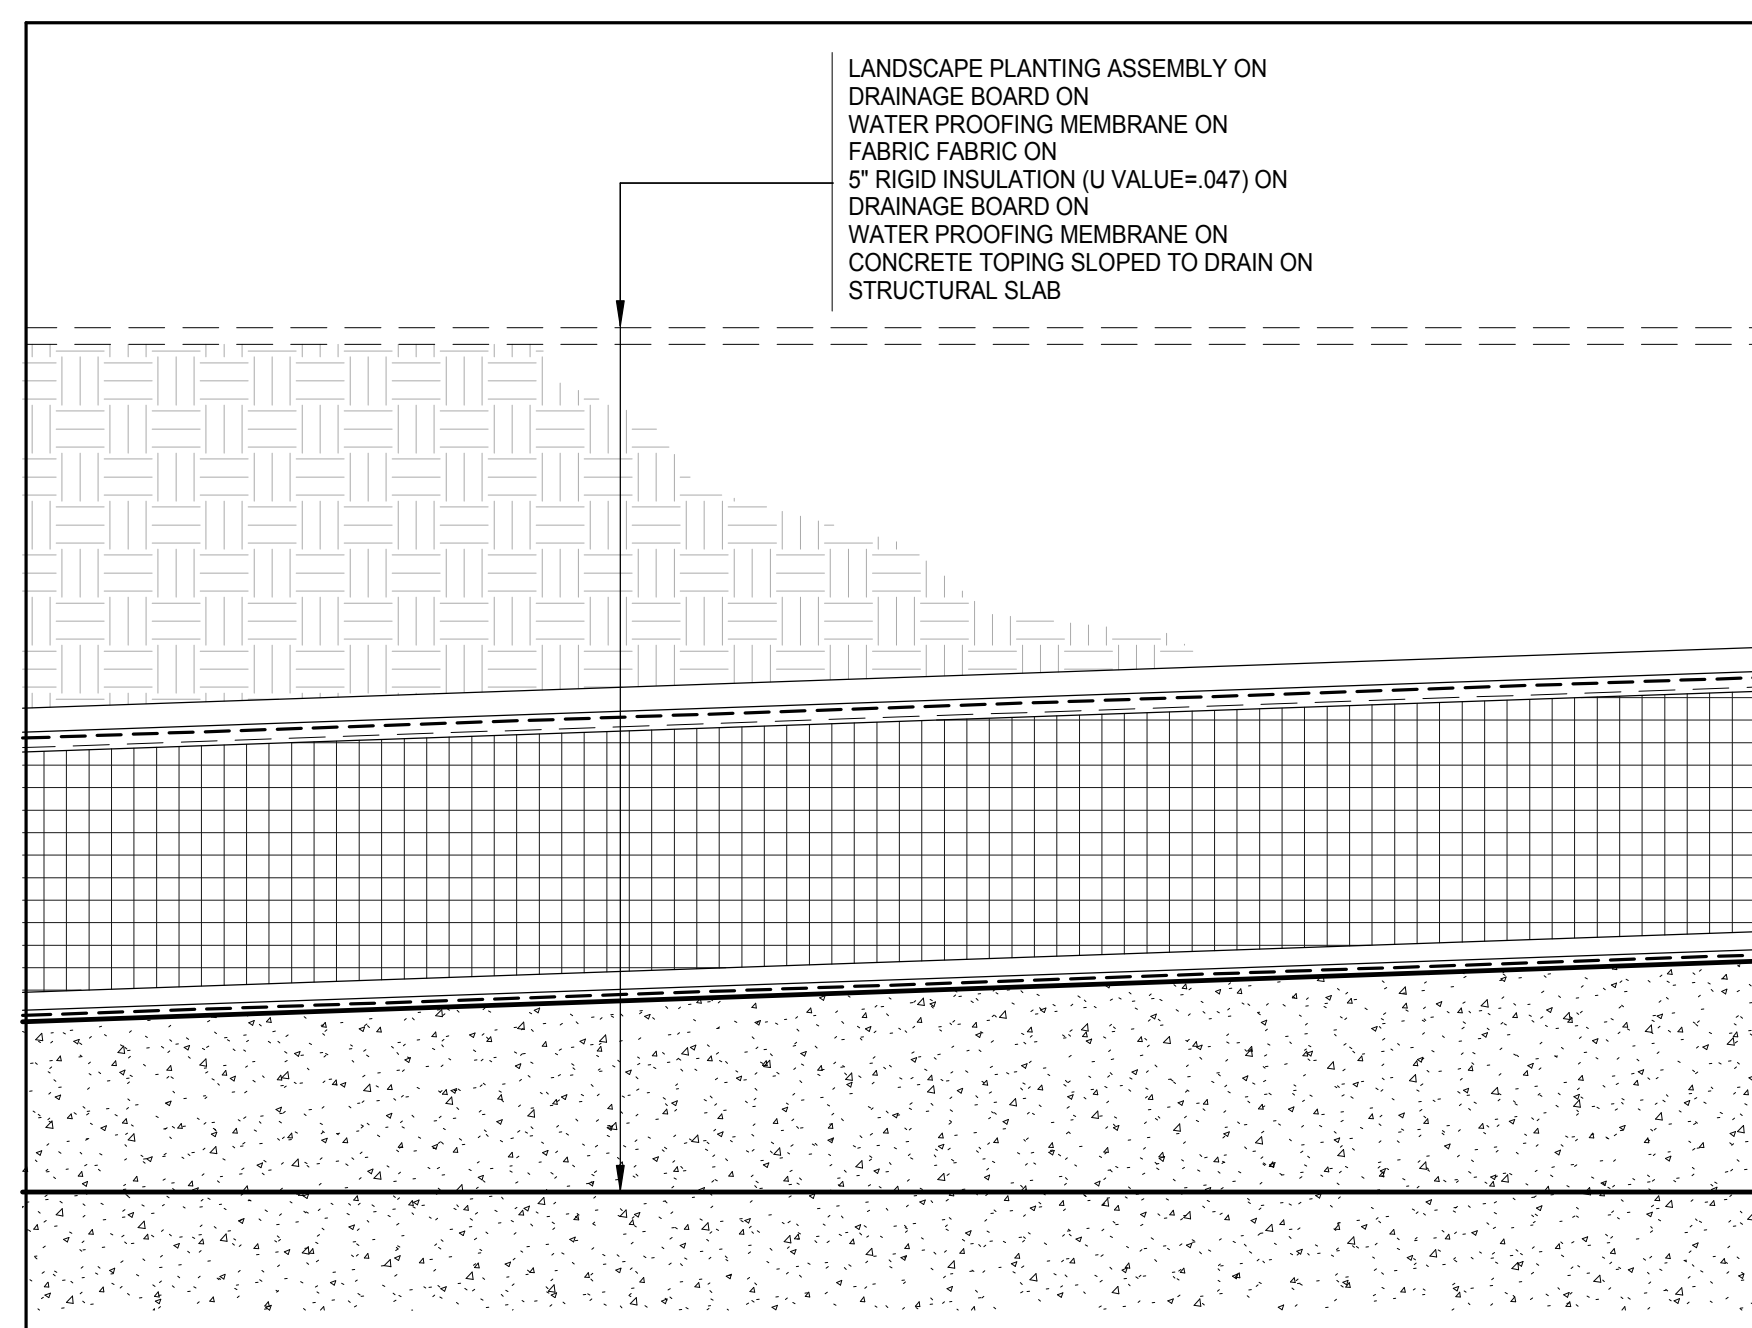 LANDSCAPE PLANTING ASSEMBLY ON
DRAINAGE BOARD ON
WATER PROOFING MEMBRANE ON
FABRIC FABRIC ON
5" RIGID INSULATION (U VALUE=.047) ON
DRAINAGE BOARD ON
WATER PROOFING MEMBRANE ON
CONCRETE TOPING SLOPED TO DRAIN ON
STRUCTURAL SLAB